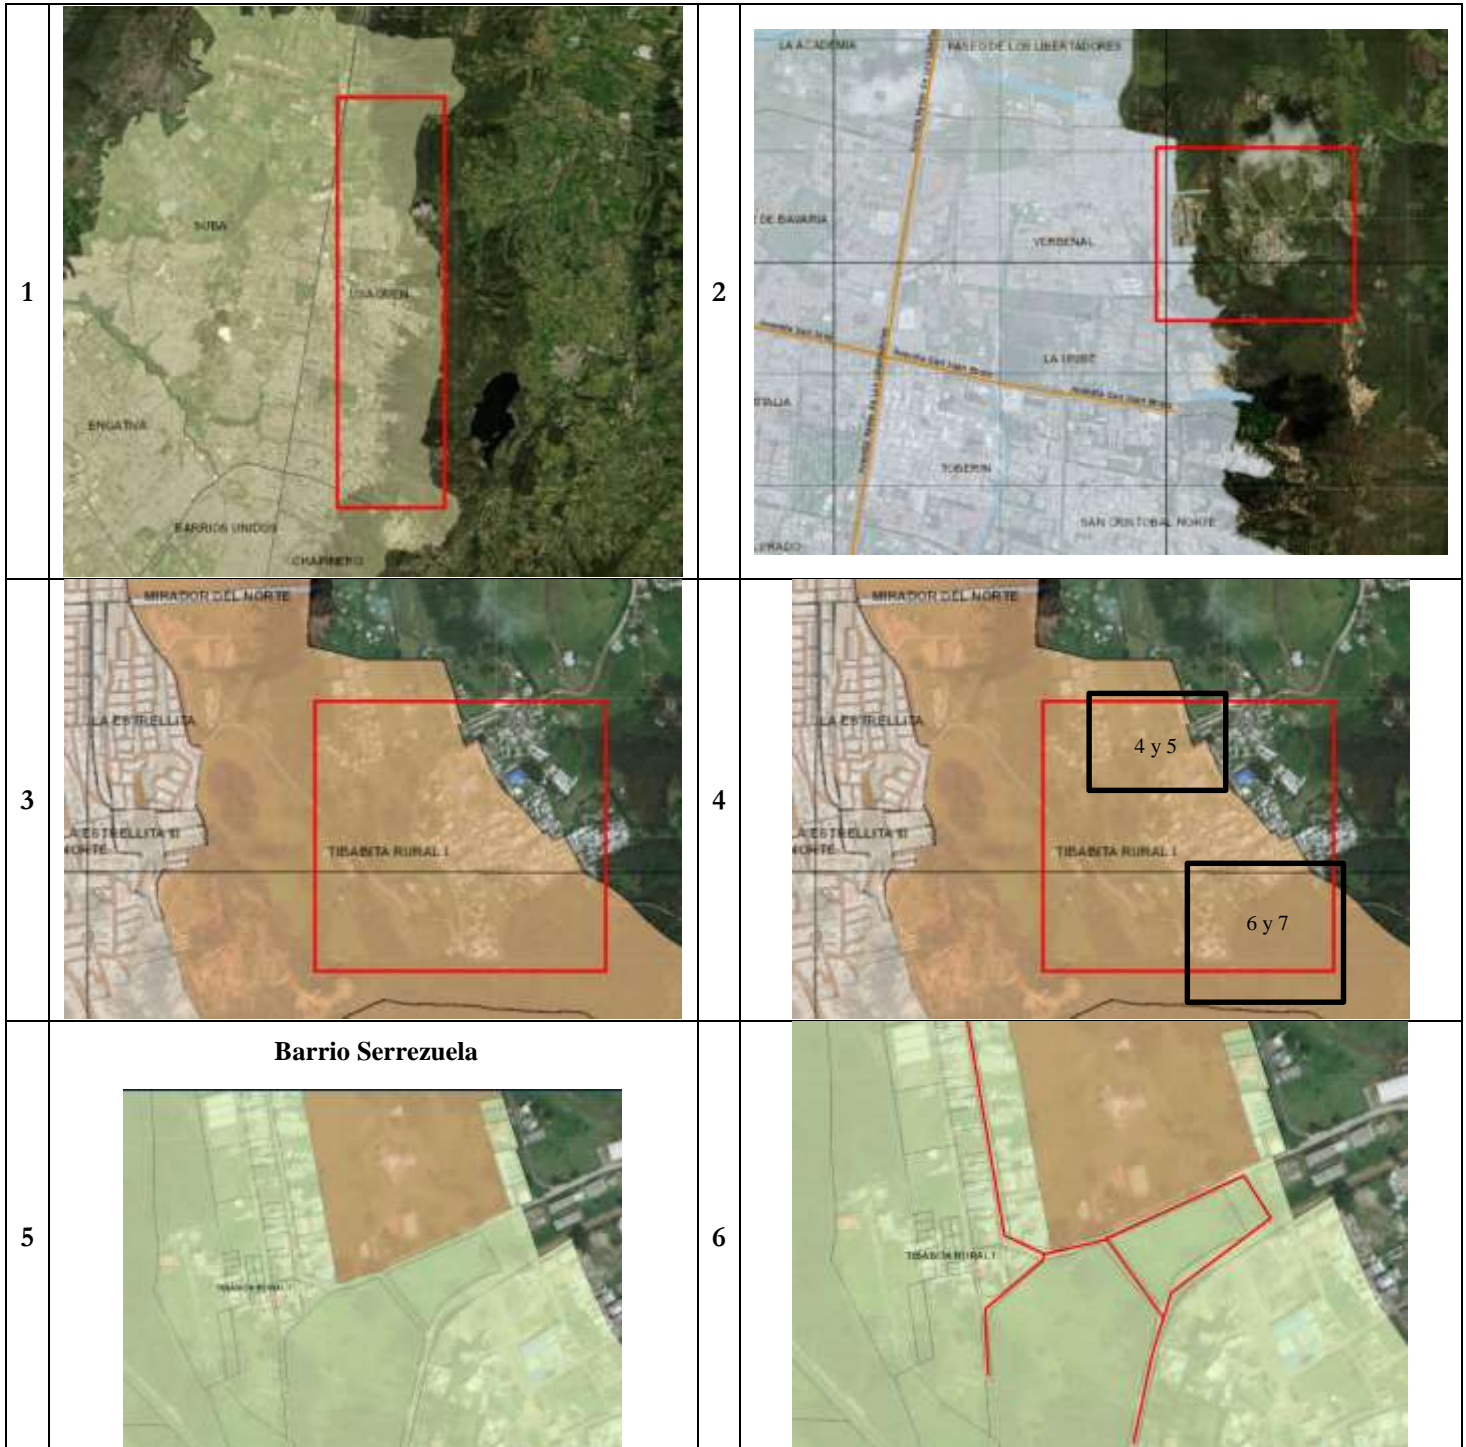 1
SUBA
USAQUEN
ENGATIVA
BARRIOS UNIDOS
CHAPINERO
2
LA ACADEMIA
PASEO DE LOS LIBERTADORES
DE BAVARIA
VERBENAL
LA URIBE
TOBERIN
SAN CRISTOBAL NORTE
3
MIRADOR DEL NORTE
LA ESTRELLITA
TIBABITA RURAL I
4
MIRADOR DEL NORTE
LA ESTRELLITA
4 y 5
TIBABITA RURAL I
6 y 7
5
Barrio Serrezuela
TIBABITA RURAL I
6
TIBABITA RURAL I